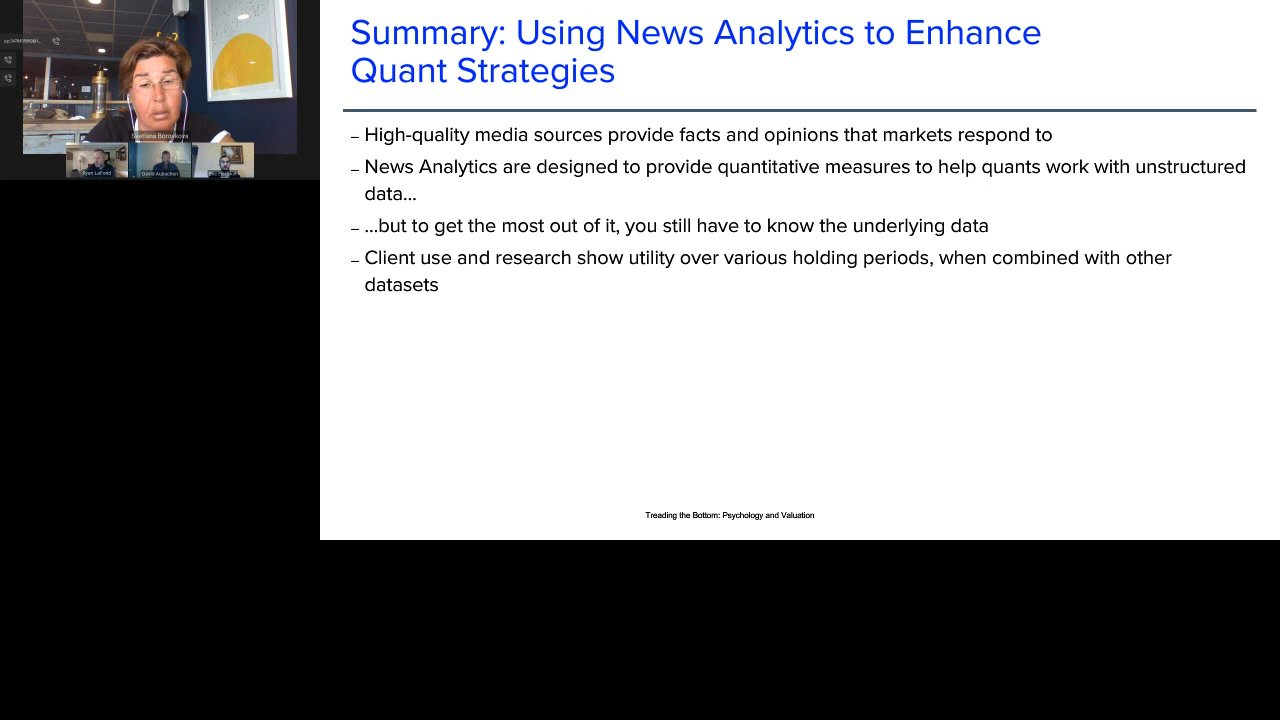 Summary: Using News Analytics to Enhance
Quant Strategies
– High-quality media sources provide facts and opinions that markets respond to
– News Analytics are designed to provide quantitative measures to help quants work with unstructured
data…
– …but to get the most out of it, you still have to know the underlying data
– Client use and research show utility over various holding periods, when combined with other
datasets
Treading the Bottom: Psychology and Valuation
Svetlana Borovkova
Ryan LaFond
David Aubuchon